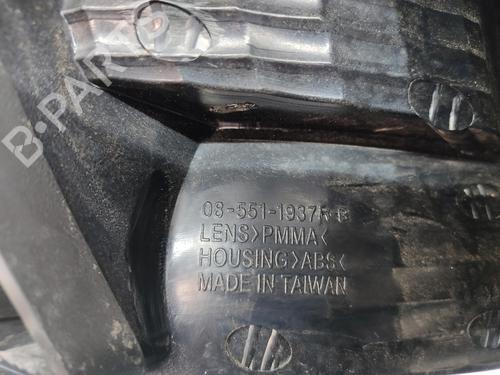 B-PARTS
08-551-1937R-B
LENS>PMMA<
HOUSING>ABS<
MADE IN TAIWAN